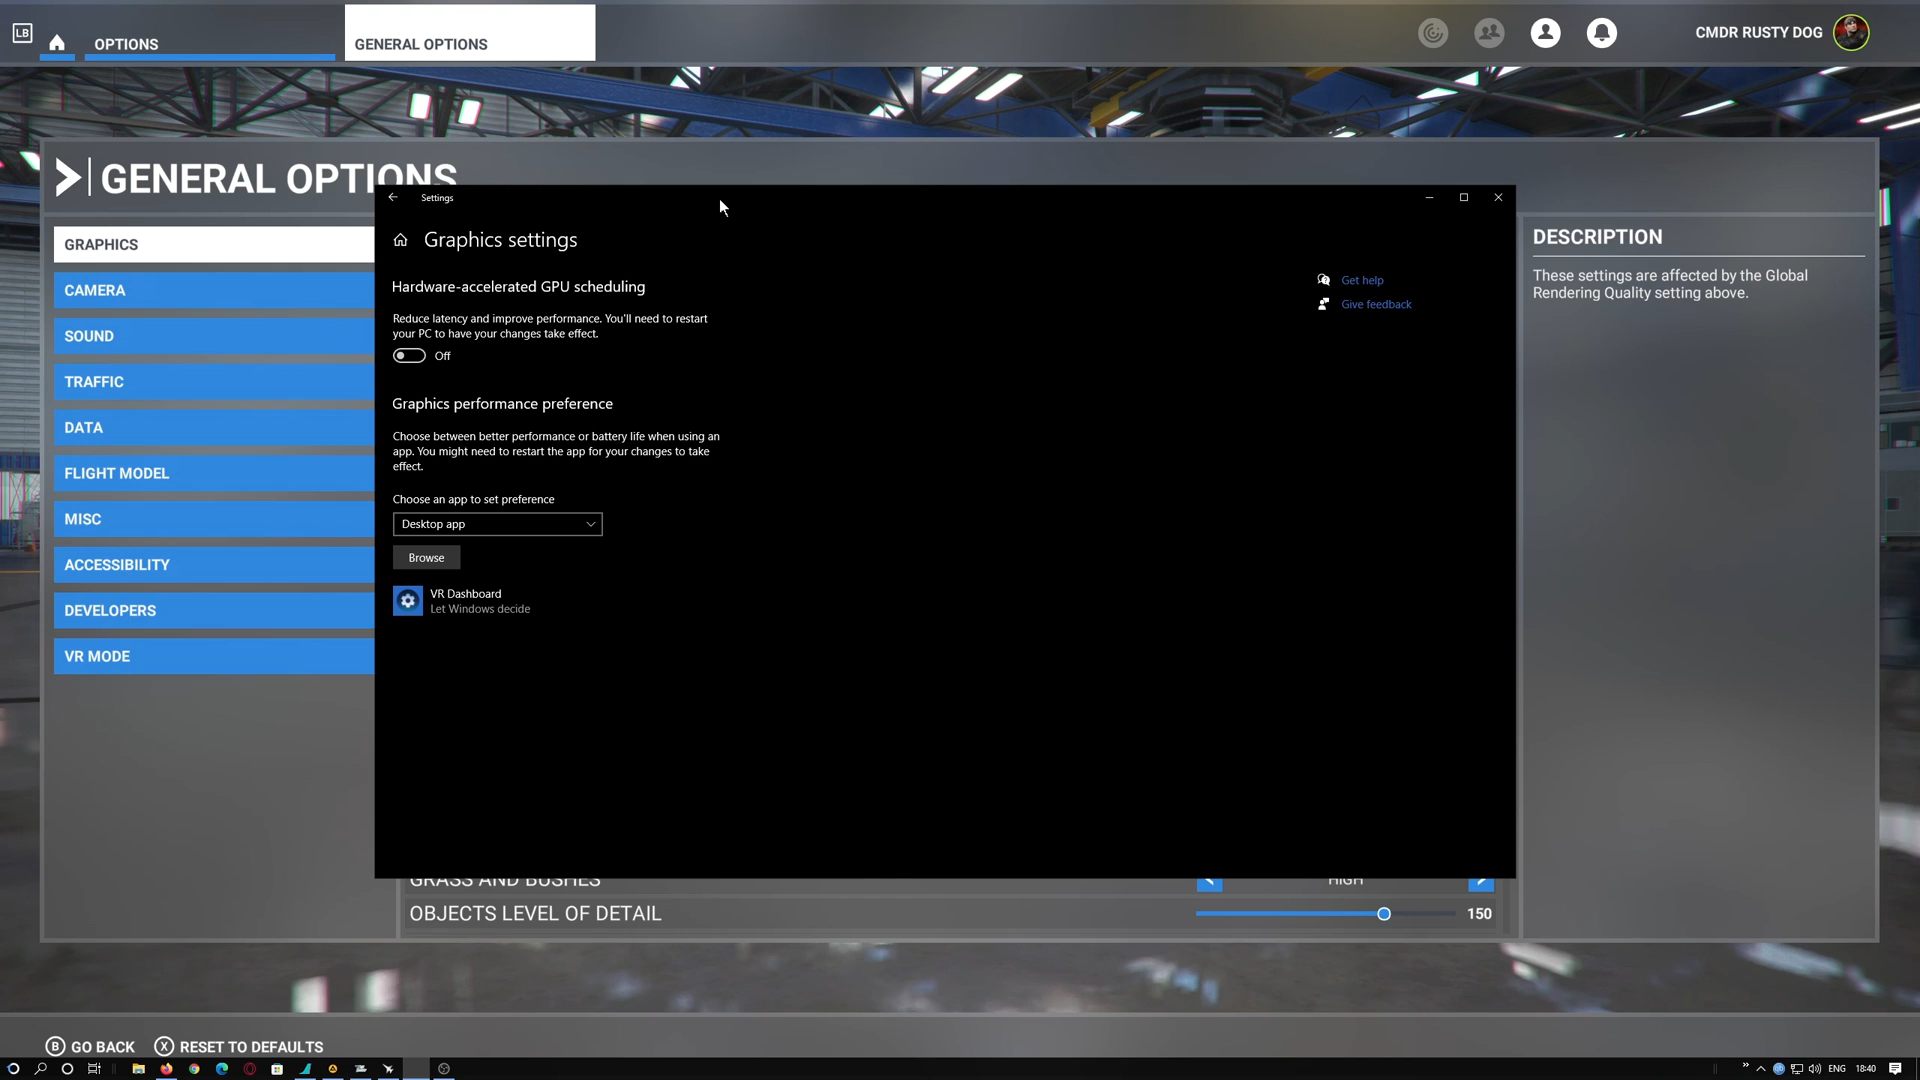 LB
OPTIONS
GENERAL OPTIONS
CMDR RUSTY DOG
GENERAL OPTIONS
GRAPHICS
CAMERA
SOUND
TRAFFIC
DATA
FLIGHT MODEL
MISC
ACCESSIBILITY
DEVELOPERS
VR MODE
Settings
Graphics settings
Hardware-accelerated GPU scheduling
Reduce latency and improve performance. You'll need to restart
your PC to have your changes take effect.
Off
Graphics performance preference
Choose between better performance or battery life when using an
app. You might need to restart the app for your changes to take
effect.
Choose an app to set preference
Desktop app
Browse
VR Dashboard
Let Windows decide
Get help
Give feedback
DESCRIPTION
These settings are affected by the Global
Rendering Quality setting above.
GRASS AND BUSHES
HIGH
OBJECTS LEVEL OF DETAIL
150
B GO BACK
X RESET TO DEFAULTS
ENG
18:40